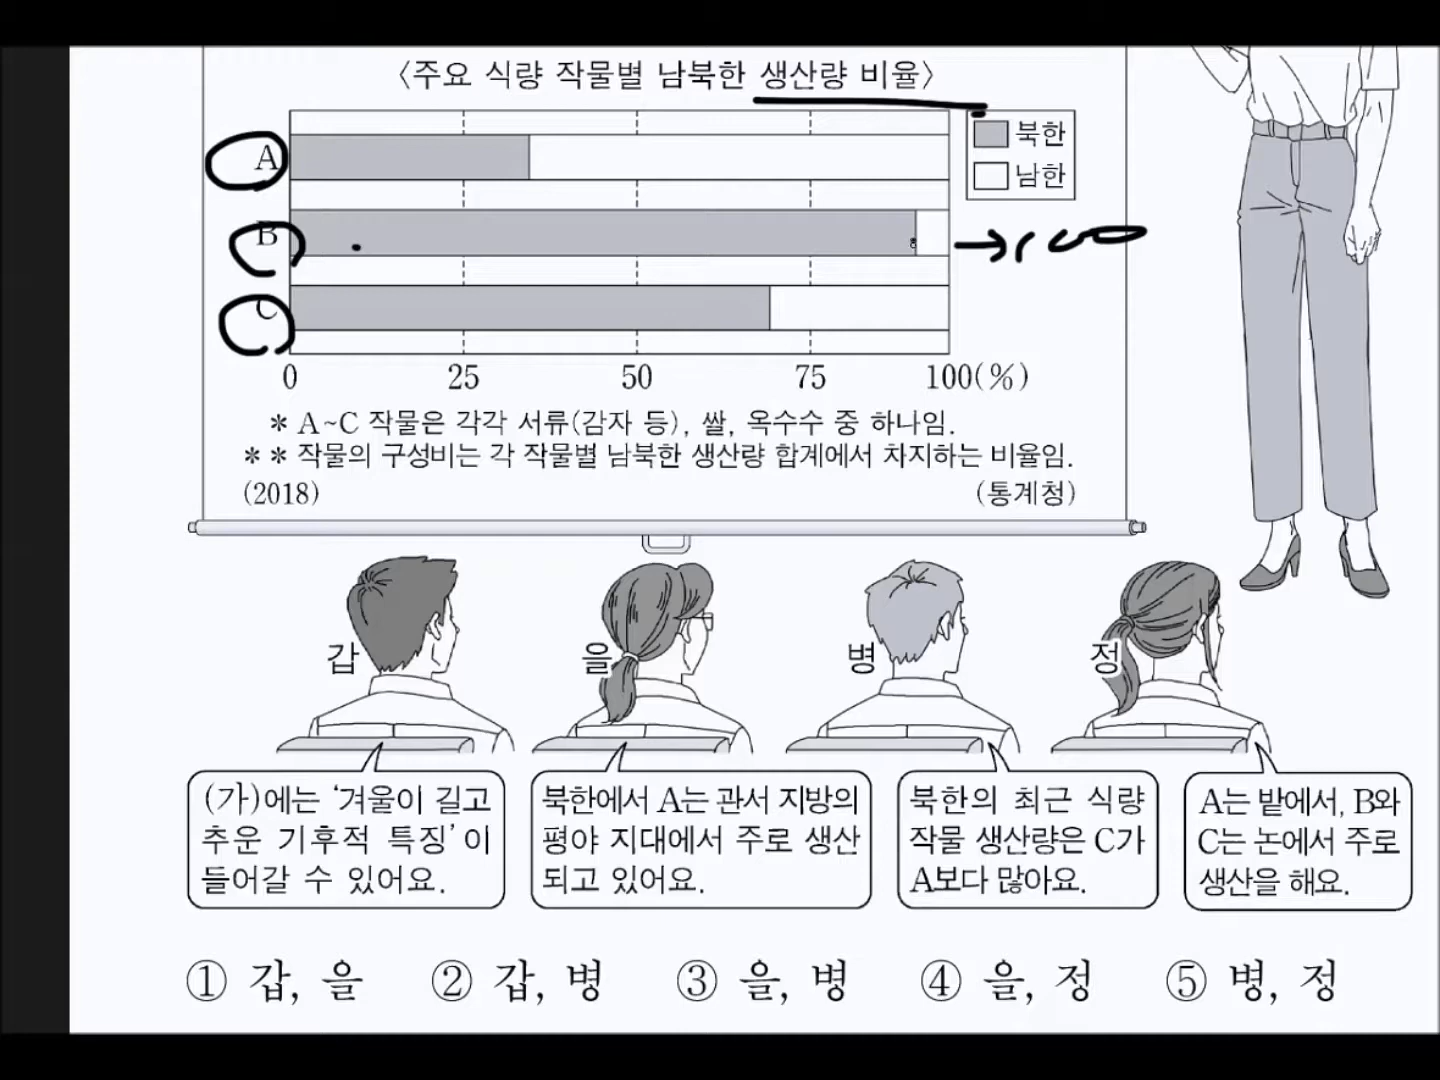 〈주요 식량 작물별 남북한 생산량 비율〉
북한
남한
A
B
→100
C
0 25 50 75 100(%)
* A~C 작물은 각각 서류(감자 등), 쌀, 옥수수 중 하나임.
** 작물의 구성비는 각 작물별 남북한 생산량 합계에서 차지하는 비율임.
(2018) (통계청)
갑
을
병
정
(가)에는 ‘겨울이 길고
추운 기후적 특징’이
들어갈 수 있어요.
북한에서 A는 관서 지방의
평야 지대에서 주로 생산
되고 있어요.
북한의 최근 식량
작물 생산량은 C가
A보다 많아요.
A는 밭에서, B와
C는 논에서 주로
생산을 해요.
① 갑, 을 ② 갑, 병 ③ 을, 병 ④ 을, 정 ⑤ 병, 정